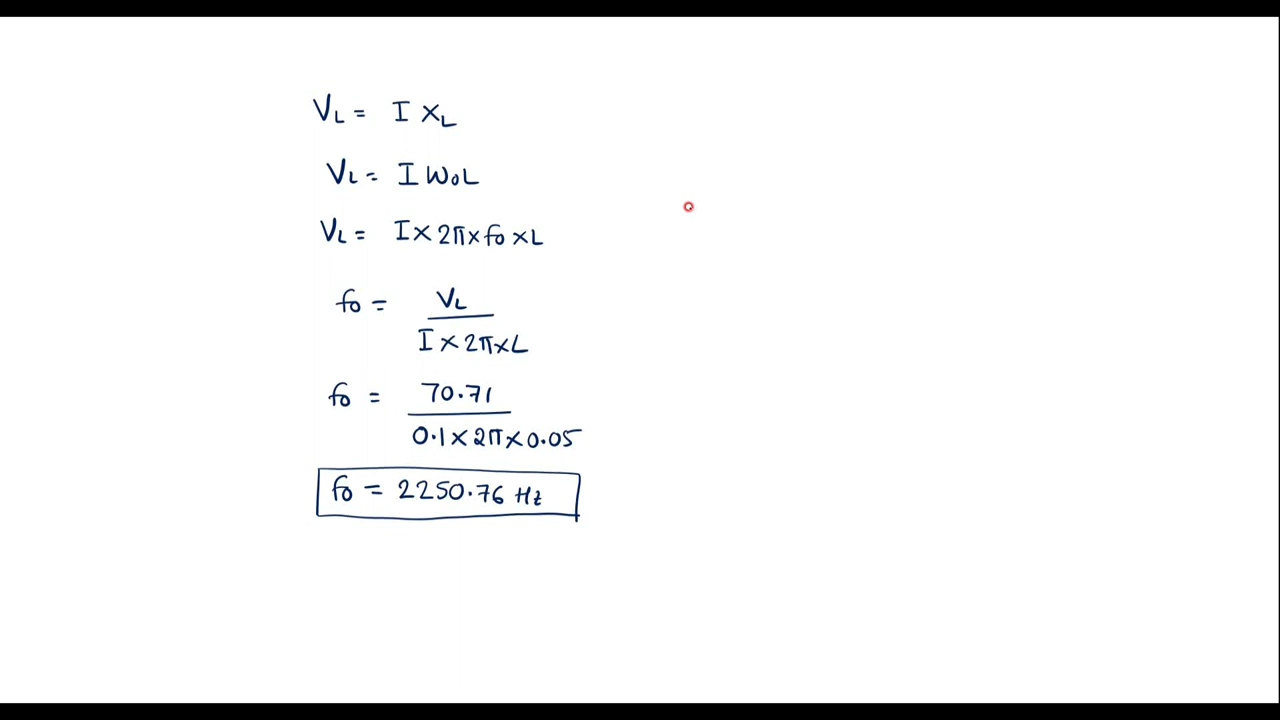 VL = I XL
VL = I W0L
VL = I × 2π × f0 × L
f0 = VL
I × 2π × L
f0 = 70.71
0.1 × 2π × 0.05
f0 = 2250.76 Hz